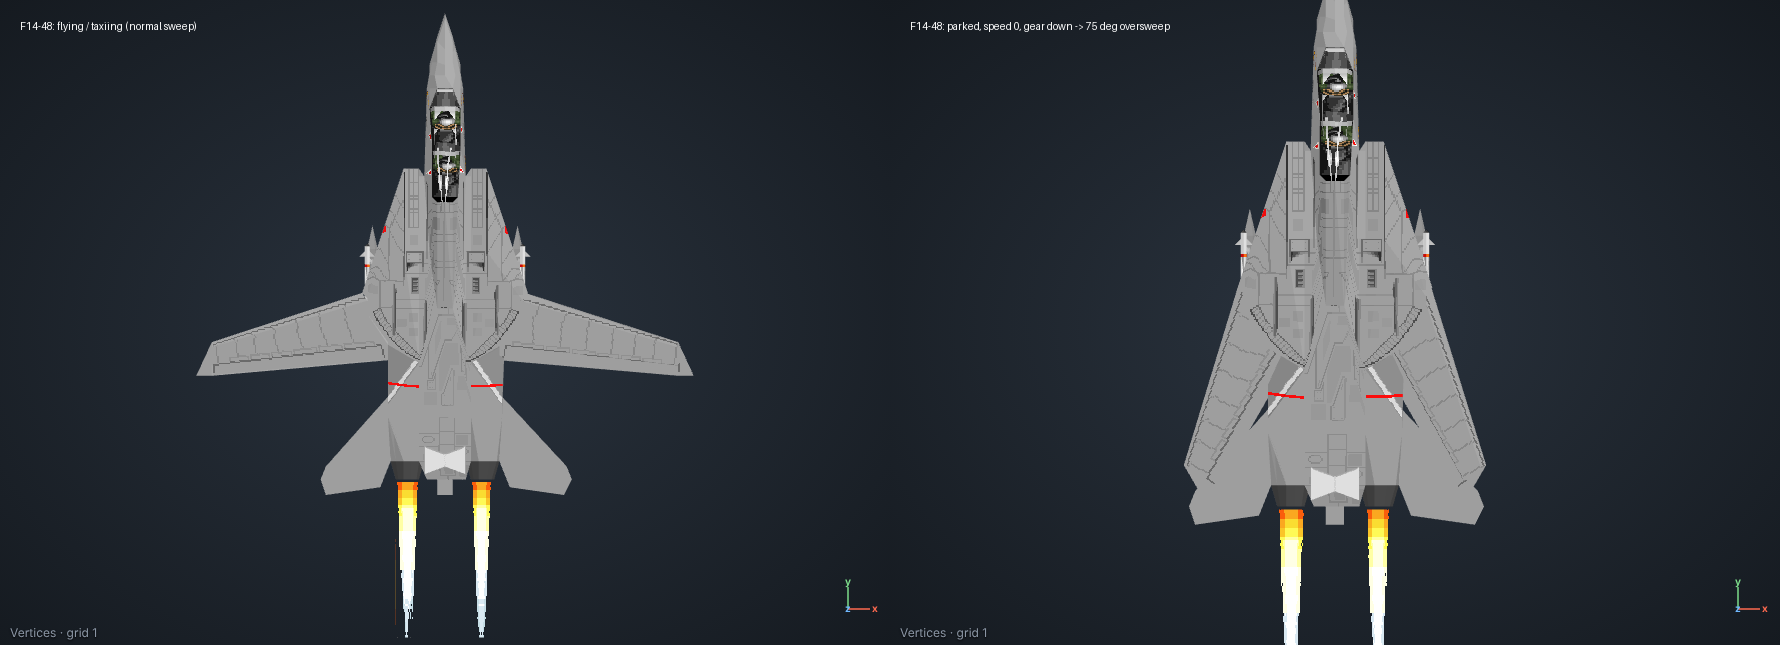 F14-48: flying / taxiing (normal sweep)
F14-48: parked, speed 0, gear down -> 75 deg oversweep
y
z
x
y
z
x
Vertices · grid 1
Vertices · grid 1